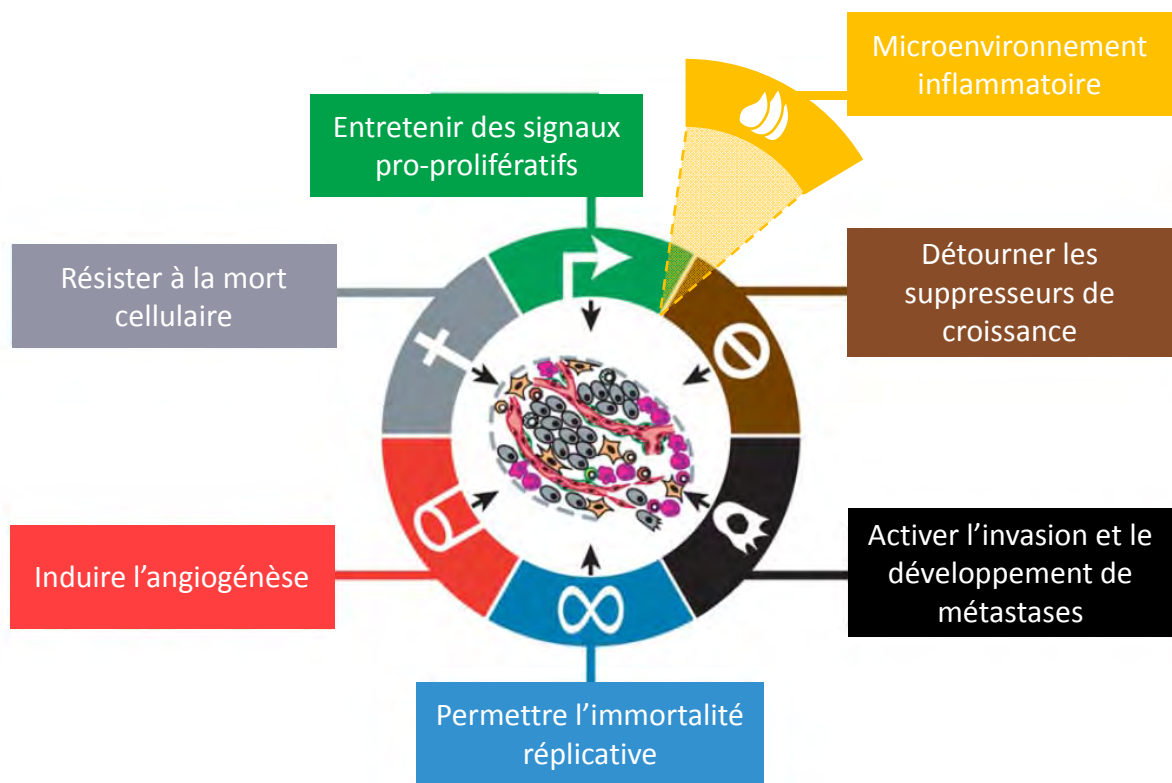 Microenvironnement
inflammatoire
Entretenir des signaux
pro-prolifératifs
Résister à la mort
cellulaire
Détourner les
suppresseurs de
croissance
Induire l’angiogénèse
Activer l’invasion et le
développement de
métastases
Permettre l’immortalité
réplicative